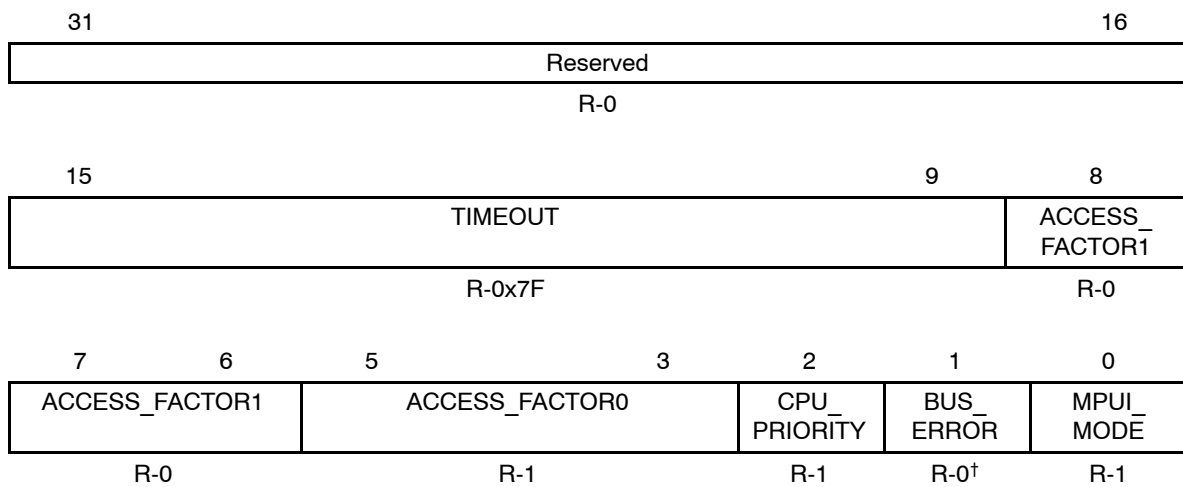 31 16
Reserved
R-0
15 9 8
TIMEOUT ACCESS_
FACTOR1
R-0x7F R-0
7 6 5 3 2 1 0
ACCESS_FACTOR1 ACCESS_FACTOR0 CPU_ BUS_ MPUI_
PRIORITY ERROR MODE
R-0 R-1 R-1 R-0† R-1